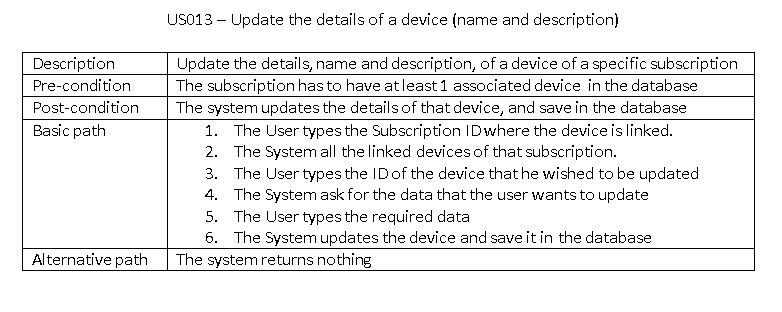 US013 – Update the details of a device (name and description)
Description Update the details, name and description, of a device of a specific subscription
Pre-condition The subscription has to have at least 1 associated device in the database
Post-condition The system updates the details of that device, and save in the database
Basic path 1. The User types the Subscription ID where the device is linked.
2. The System all the linked devices of that subscription.
3. The User types the ID of the device that he wished to be updated
4. The System ask for the data that the user wants to update
5. The User types the required data
6. The System updates the device and save it in the database
Alternative path The system returns nothing